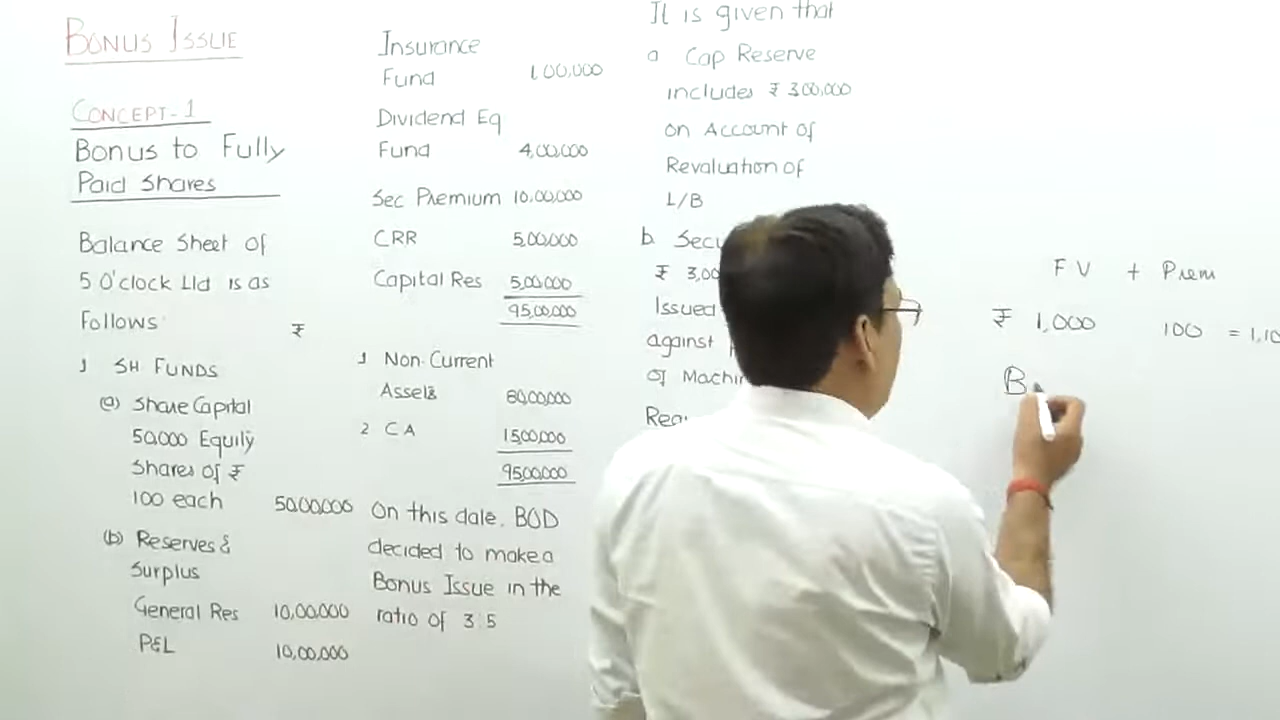 BONUS ISSUE
CONCEPT-1
Bonus to Fully
Paid Shares
Balance Sheet of
5 O'clock Ltd is as
Follows
₹
1 SH FUNDS
(a) Share Capital
50,000 Equity
Shares of ₹
100 each 50,00,000
(b) Reserves &
Surplus
General Res 10,00,000
P&L 10,00,000
Insurance
Fund 1,00,000
Dividend Eq
Fund 4,00,000
Sec Premium 10,00,000
CRR 5,00,000
Capital Res 5,00,000
95,00,000
1 Non-Current
Assets 80,00,000
2 CA 15,00,000
95,00,000
On this date, BOD
decided to make a
Bonus Issue in the
ratio of 3:5
It is given that
a Cap Reserve
includes ₹ 300,000
on Account of
Revaluation of
L/B
b. Secu
₹ 3,00
Issued
against
of Machin
FV + Prem
₹ 1,000 100 = 1,10
B